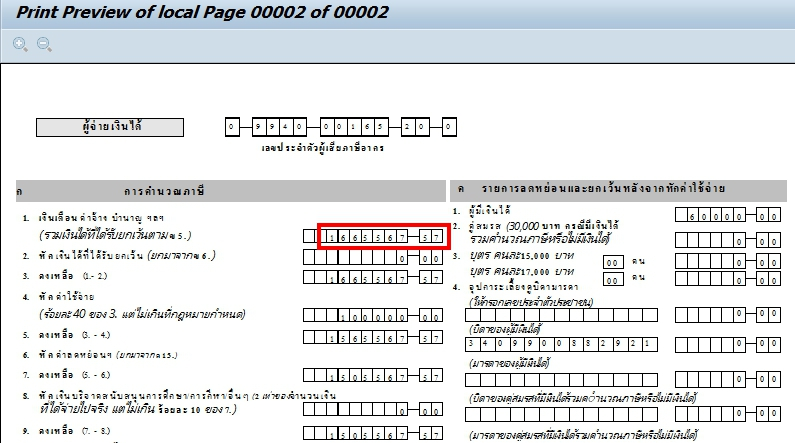 Print Preview of local Page 00002 of 00002
ผู้จ่ายเงินได้
0 9940 00165 20 0
เลขประจำตัวผู้เสียภาษีอากร
ค การคำนวณภาษี
1. เงินเดือน ค่าจ้าง บำนาญ ฯลฯ
(รวมเงินได้ที่ได้รับยกเว้นตาม ข 5.) 1665567 57
2. หัก เงินได้ที่ได้รับยกเว้น (ยกมาจาก ข 6.) 0 00
3. คงเหลือ (1.- 2.) 1665567 57
4. หัก ค่าใช้จ่าย
(ร้อยละ 40 ของ 3. แต่ไม่เกินที่กฎหมายกำหนด) 100000 00
5. คงเหลือ (3. - 4.) 1565567 57
6. หัก ค่าลดหย่อนฯ (ยกมาจาก ค 15.)
7. คงเหลือ (5. - 6.) 1505567 57
8. หัก เงินบริจาคสนับสนุนการศึกษา/การกีฬา/อื่นๆ (2 เท่าของจำนวนเงิน
ที่ได้จ่ายไปจริง แต่ไม่เกิน ร้อยละ 10 ของ 7.) 0 00
9. คงเหลือ (7. - 8.) 1505567 57
ค รายการลดหย่อนและยกเว้นหลังจากหักค่าใช้จ่าย
1. ผู้มีเงินได้ 60000 00
2. คู่สมรส (30,000 บาท กรณีมีเงินได้
รวมคำนวณภาษีหรือไม่มีเงินได้) 0 00
3. บุตร คนละ 15,000 บาท 00 คน 0 00
บุตร คนละ 17,000 บาท 00 คน 0 00
4. อุปการะเลี้ยงดูบิดามารดา
(ให้กรอกเลขประจำตัวประชาชน)
0 00
(บิดาของผู้มีเงินได้)
3409900882921 0 00
(มารดาของผู้มีเงินได้)
0 00
(บิดาของคู่สมรสที่มีเงินได้รวมคำนวณภาษีหรือไม่มีเงินได้)
0 00
(มารดาของคู่สมรสที่มีเงินได้รวมคำนวณภาษีหรือไม่มีเงินได้)